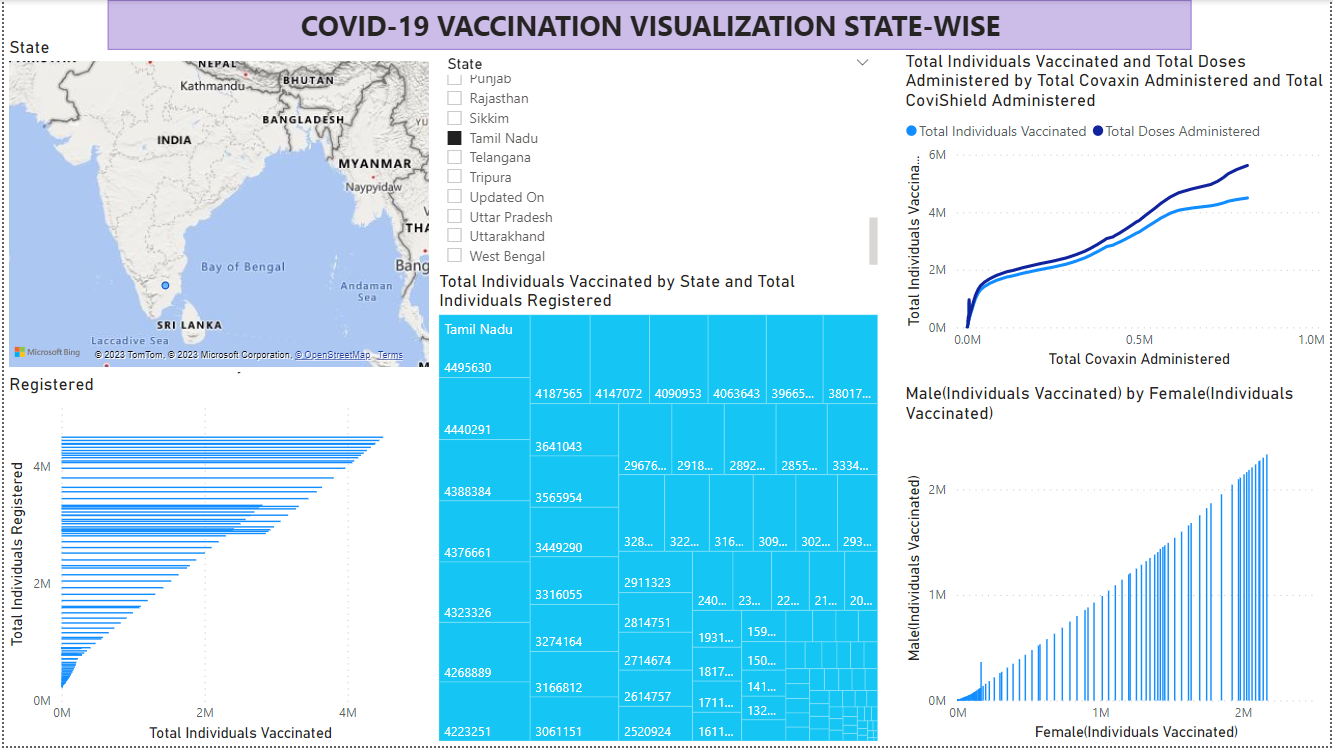 COVID-19 VACCINATION VISUALIZATION STATE-WISE
State
NEPAL
Kathmandu
BHUTAN
BANGLADESH
INDIA
MYANMAR
Naypyidaw
THA
Bang
Bay of Bengal
Andaman
Sea
SRI LANKA
Laccadive Sea
Microsoft Bing
© 2023 TomTom, © 2023 Microsoft Corporation, © OpenStreetMap Terms
State
Punjab
Rajasthan
Sikkim
Tamil Nadu
Telangana
Tripura
Updated On
Uttar Pradesh
Uttarakhand
West Bengal
Total Individuals Vaccinated and Total Doses
Administered by Total Covaxin Administered and Total
CoviShield Administered
Total Individuals Vaccinated
Total Doses Administered
Total Individuals Vaccina...
6M
4M
2M
0M
0.0M
0.5M
1.0M
Total Covaxin Administered
Registered
Total Individuals Registered
4M
2M
0M
0M
2M
4M
Total Individuals Vaccinated
Total Individuals Vaccinated by State and Total
Individuals Registered
Tamil Nadu
4495630
4440291
4388384
4376661
4323326
4268889
4223251
4187565
4147072
4090953
4063643
39665...
38017...
3641043
3565954
3449290
3316055
3274164
3166812
3061151
29676...
2918...
2892...
2855...
3334...
328...
322...
316...
309...
302...
293...
2911323
2814751
2714674
2614757
2520924
240...
23...
22...
21...
20...
1931...
1817...
1711...
1611...
159...
150...
141...
132...
Male(Individuals Vaccinated) by Female(Individuals
Vaccinated)
Male(Individuals Vaccinated)
2M
1M
0M
0M
1M
2M
Female(Individuals Vaccinated)